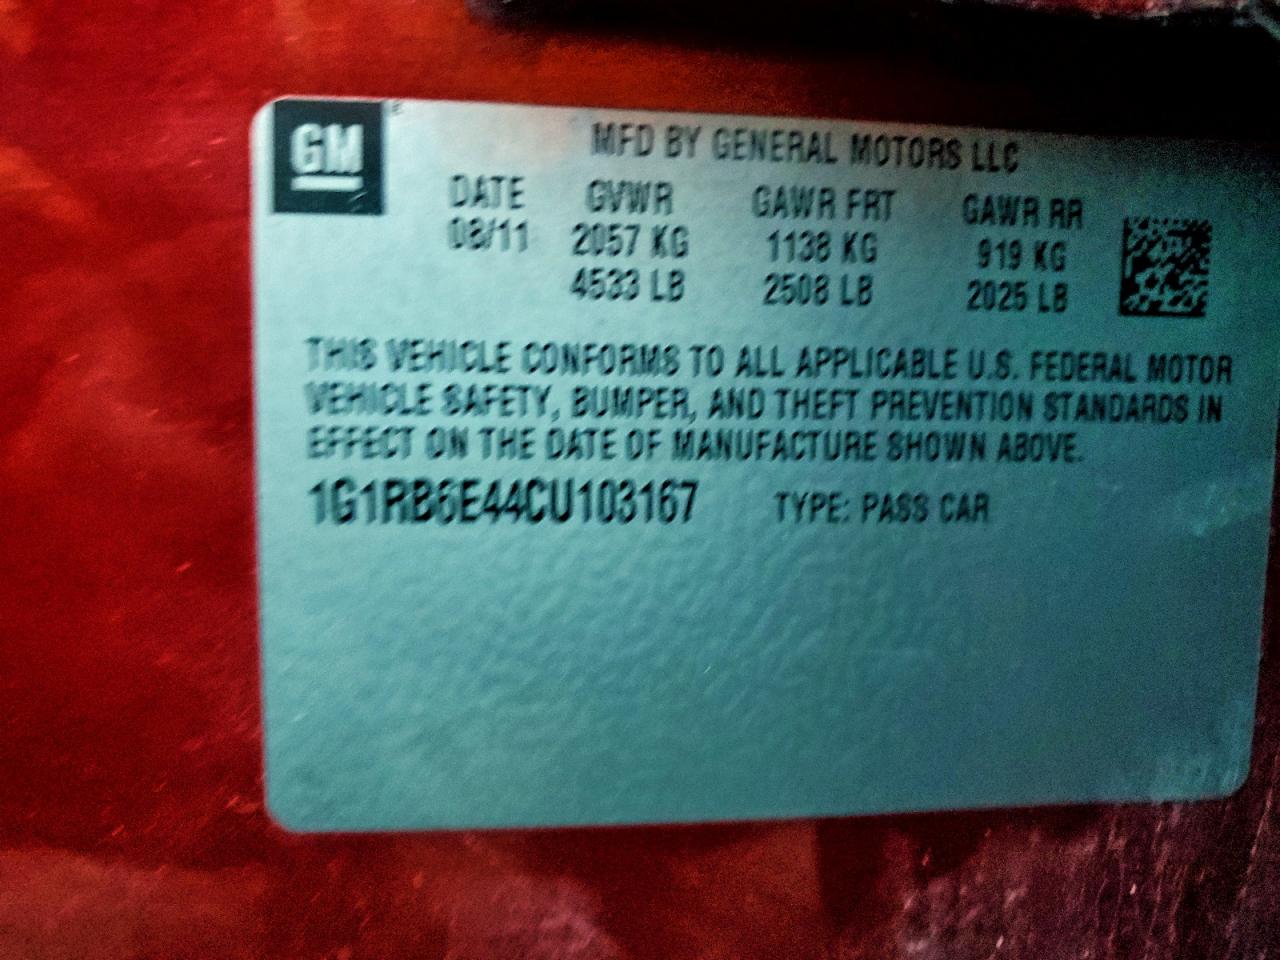 GM
MFD BY GENERAL MOTORS LLC
DATE GVWR GAWR FRT GAWR RR
08/11 2057 KG 1138 KG 919 KG
4533 LB 2508 LB 2025 LB
THIS VEHICLE CONFORMS TO ALL APPLICABLE U.S. FEDERAL MOTOR
VEHICLE SAFETY, BUMPER, AND THEFT PREVENTION STANDARDS IN
EFFECT ON THE DATE OF MANUFACTURE SHOWN ABOVE.
1G1RB6E44CU103167 TYPE: PASS CAR